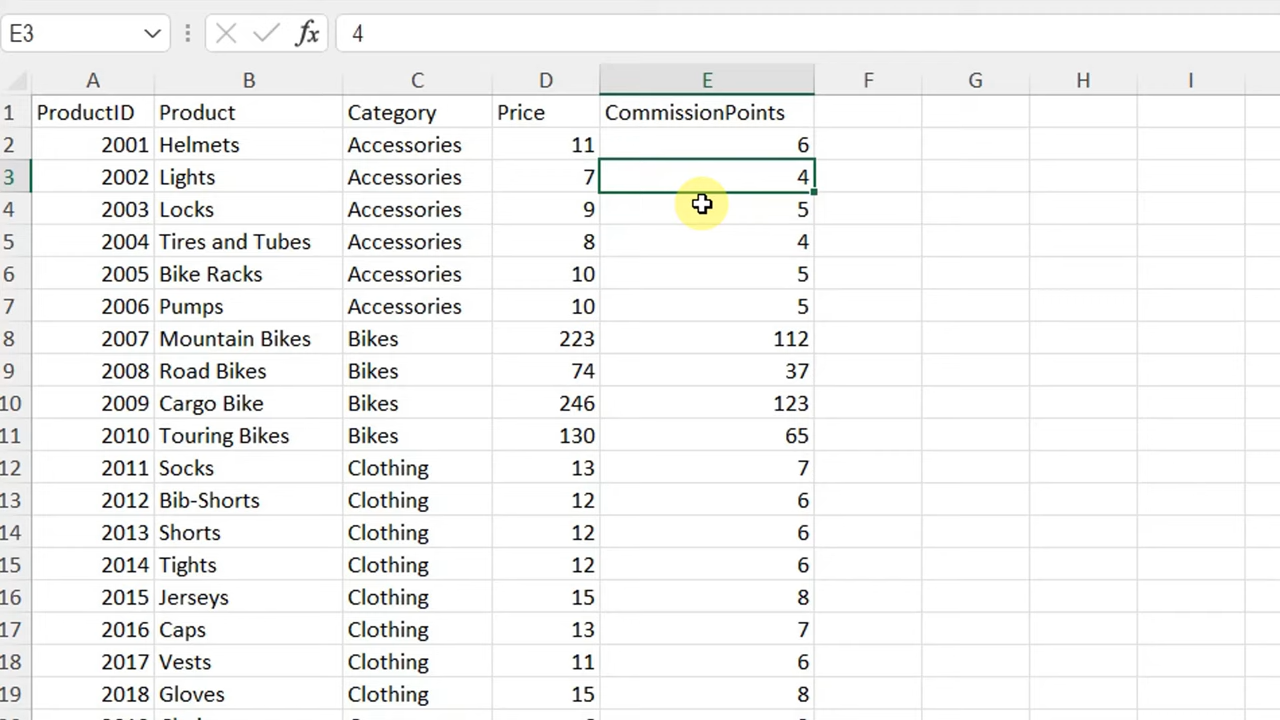 E3 fx 4
A B C D E F G H I
1 ProductID Product Category Price CommissionPoints
2 2001 Helmets Accessories 11 6
3 2002 Lights Accessories 7 4
4 2003 Locks Accessories 9 5
5 2004 Tires and Tubes Accessories 8 4
6 2005 Bike Racks Accessories 10 5
7 2006 Pumps Accessories 10 5
8 2007 Mountain Bikes Bikes 223 112
9 2008 Road Bikes Bikes 74 37
10 2009 Cargo Bike Bikes 246 123
11 2010 Touring Bikes Bikes 130 65
12 2011 Socks Clothing 13 7
13 2012 Bib-Shorts Clothing 12 6
14 2013 Shorts Clothing 12 6
15 2014 Tights Clothing 12 6
16 2015 Jerseys Clothing 15 8
17 2016 Caps Clothing 13 7
18 2017 Vests Clothing 11 6
19 2018 Gloves Clothing 15 8